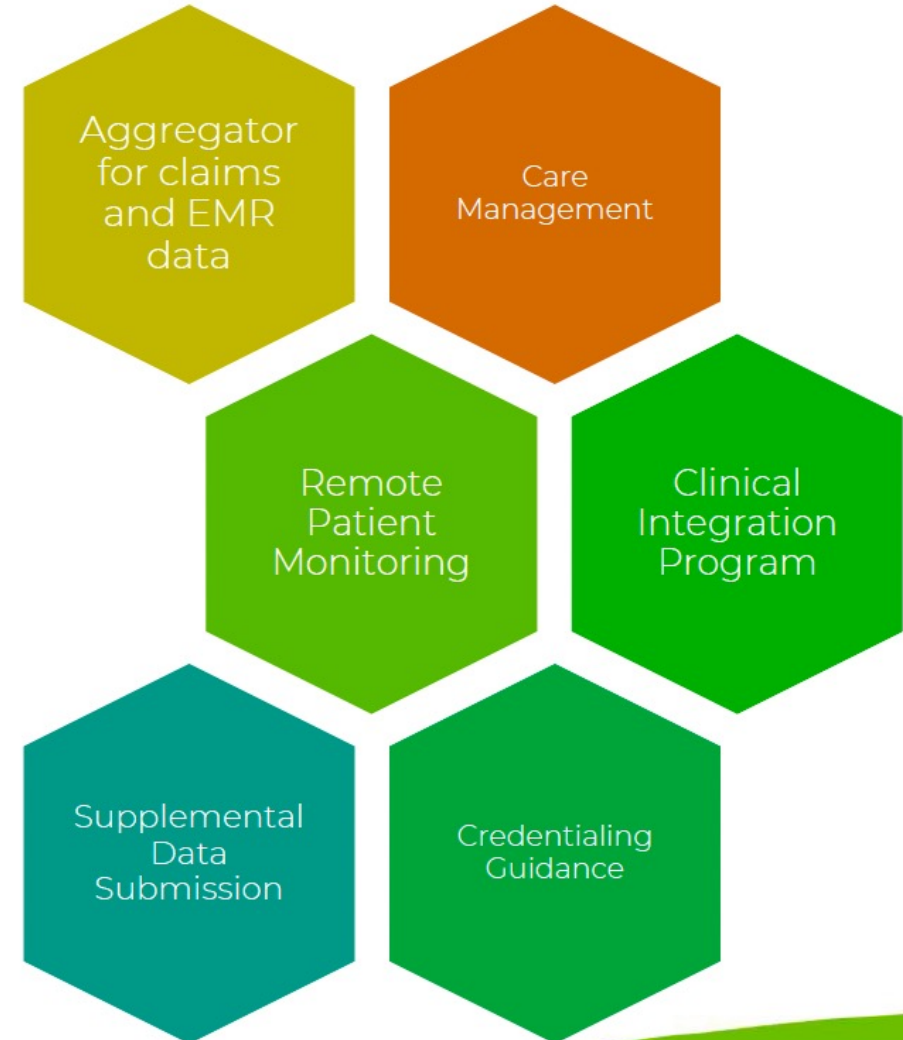 Aggregator
for claims
and EMR
data
Care
Management
Remote
Patient
Monitoring
Clinical
Integration
Program
Supplemental
Data
Submission
Credentialing
Guidance